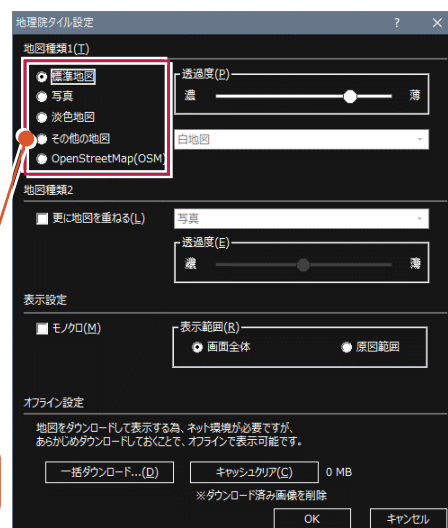 地理院タイル設定 ? ×
地図種類1(T)
標準地図
写真
淡色地図
その他の地図
OpenStreetMap(OSM)
透過度(P)
濃 薄
白地図
地図種類2
更に地図を重ねる(L)
写真
透過度(E)
濃 薄
表示設定
モノクロ(M)
表示範囲(R)
画面全体 原図範囲
オフライン設定
地図をダウンロードして表示する為、ネット環境が必要ですが、
あらかじめダウンロードしておくことで、オフラインで表示可能です。
一括ダウンロード...(D) キャッシュクリア(C) 0 MB
※ダウンロード済み画像を削除
OK キャンセル